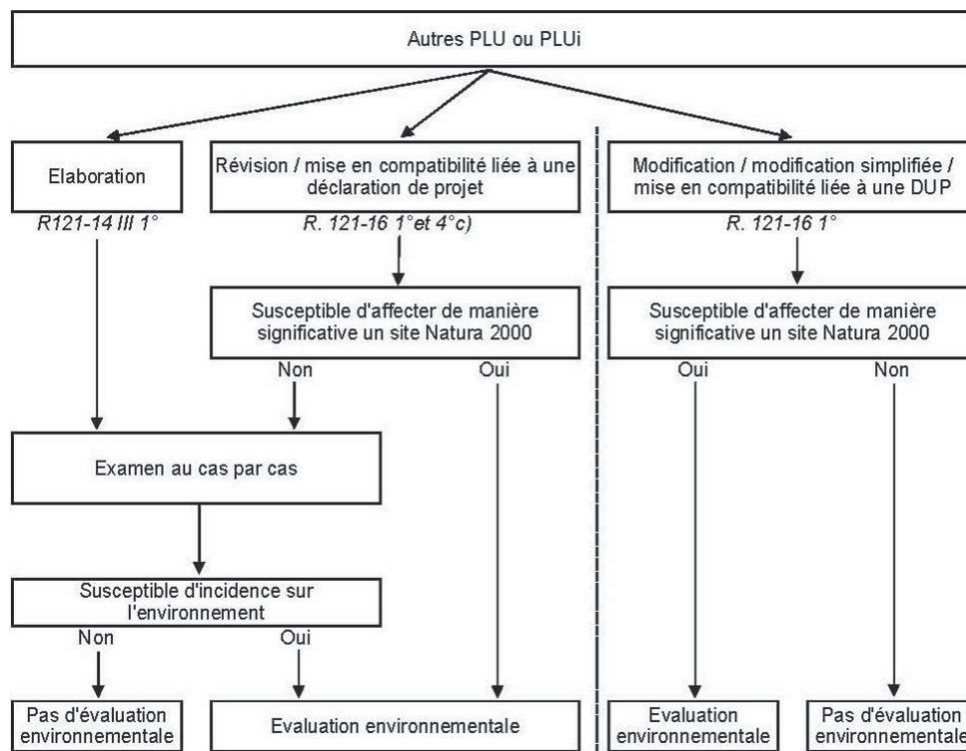 Autres PLU ou PLUi
Elaboration
R121-14 III 1°
Révision / mise en compatibilité liée à une
déclaration de projet
R. 121-16 1°et 4°c)
Modification / modification simplifiée /
mise en compatibilité liée à une DUP
R. 121-16 1°
Susceptible d'affecter de manière
significative un site Natura 2000
Non
Oui
Susceptible d'affecter de manière
significative un site Natura 2000
Oui
Non
Examen au cas par cas
Susceptible d'incidence sur
l'environnement
Non
Oui
Pas d'évaluation
environnementale
Evaluation environnementale
Evaluation
environnementale
Pas d'évaluation
environnementale